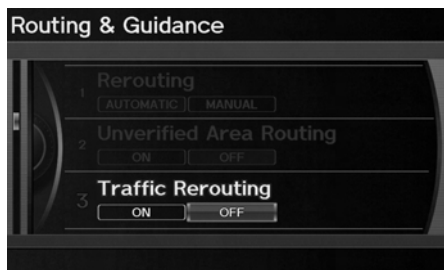 Routing & Guidance
Rerouting
1
AUTOMATIC MANUAL
Unverified Area Routing
2
ON OFF
Traffic Rerouting
3
ON OFF